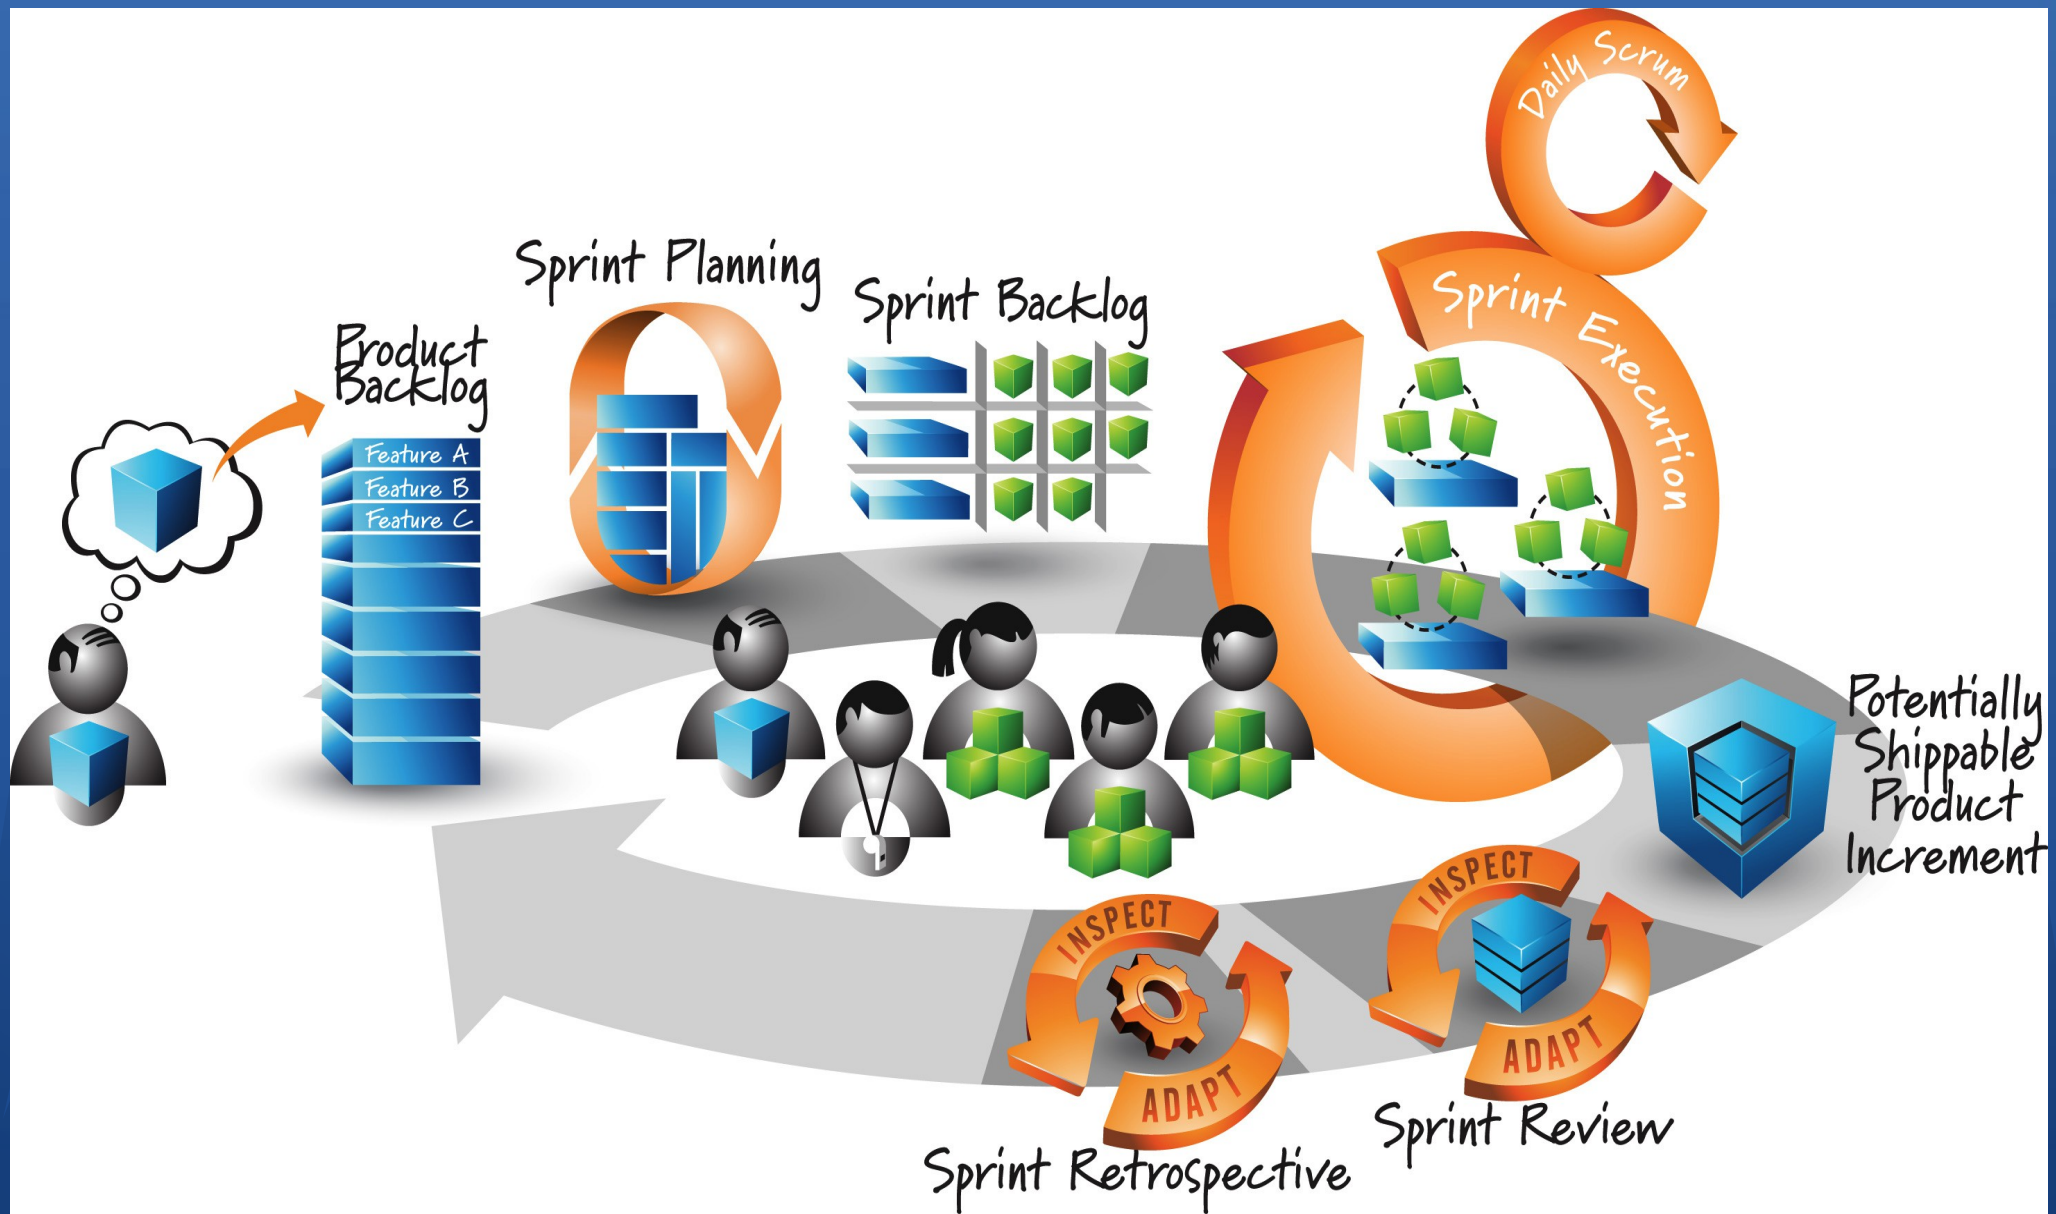 Daily Scrum
Sprint Planning
Sprint Backlog
Sprint Execution
Product
Backlog
Feature A
Feature B
Feature C
Potentially
Shippable
Product
Increment
INSPECT
ADAPT
Sprint Review
INSPECT
ADAPT
Sprint Retrospective